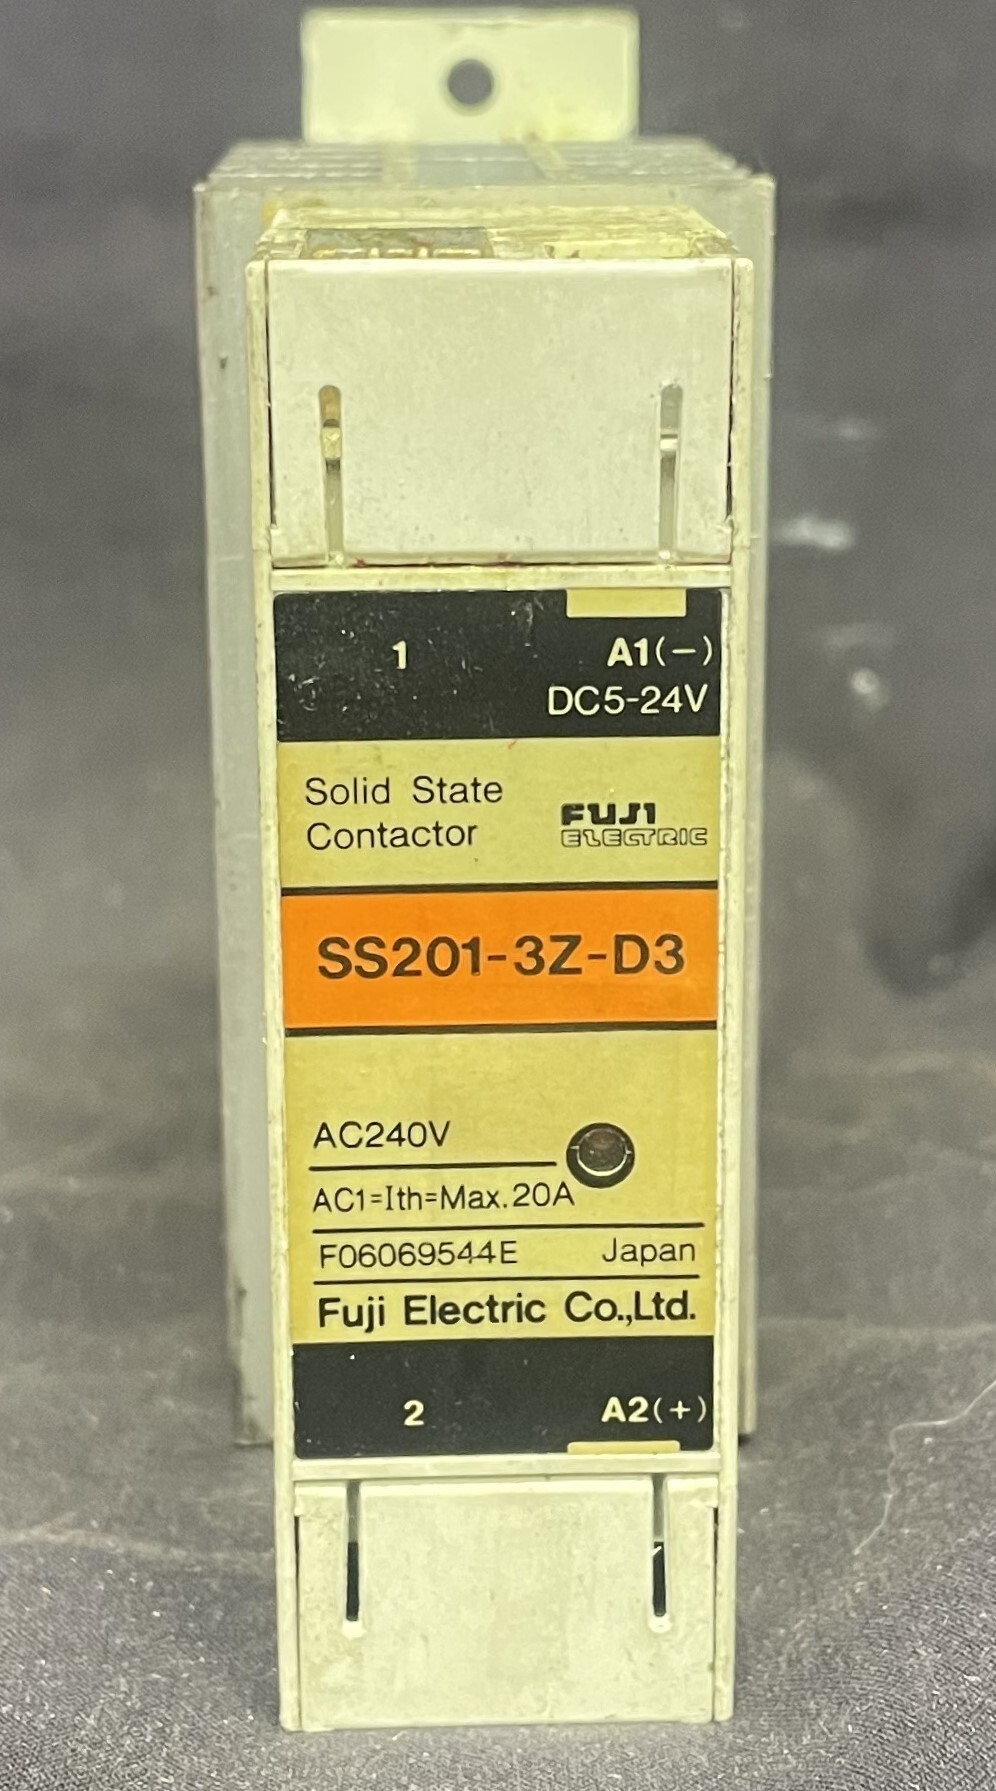 1 A1(−)
DC5-24V
Solid State
Contactor
FUJI
ELECTRIC
SS201-3Z-D3
AC240V
AC1=Ith=Max.20A
F06069544E Japan
Fuji Electric Co.,Ltd.
2 A2(+)